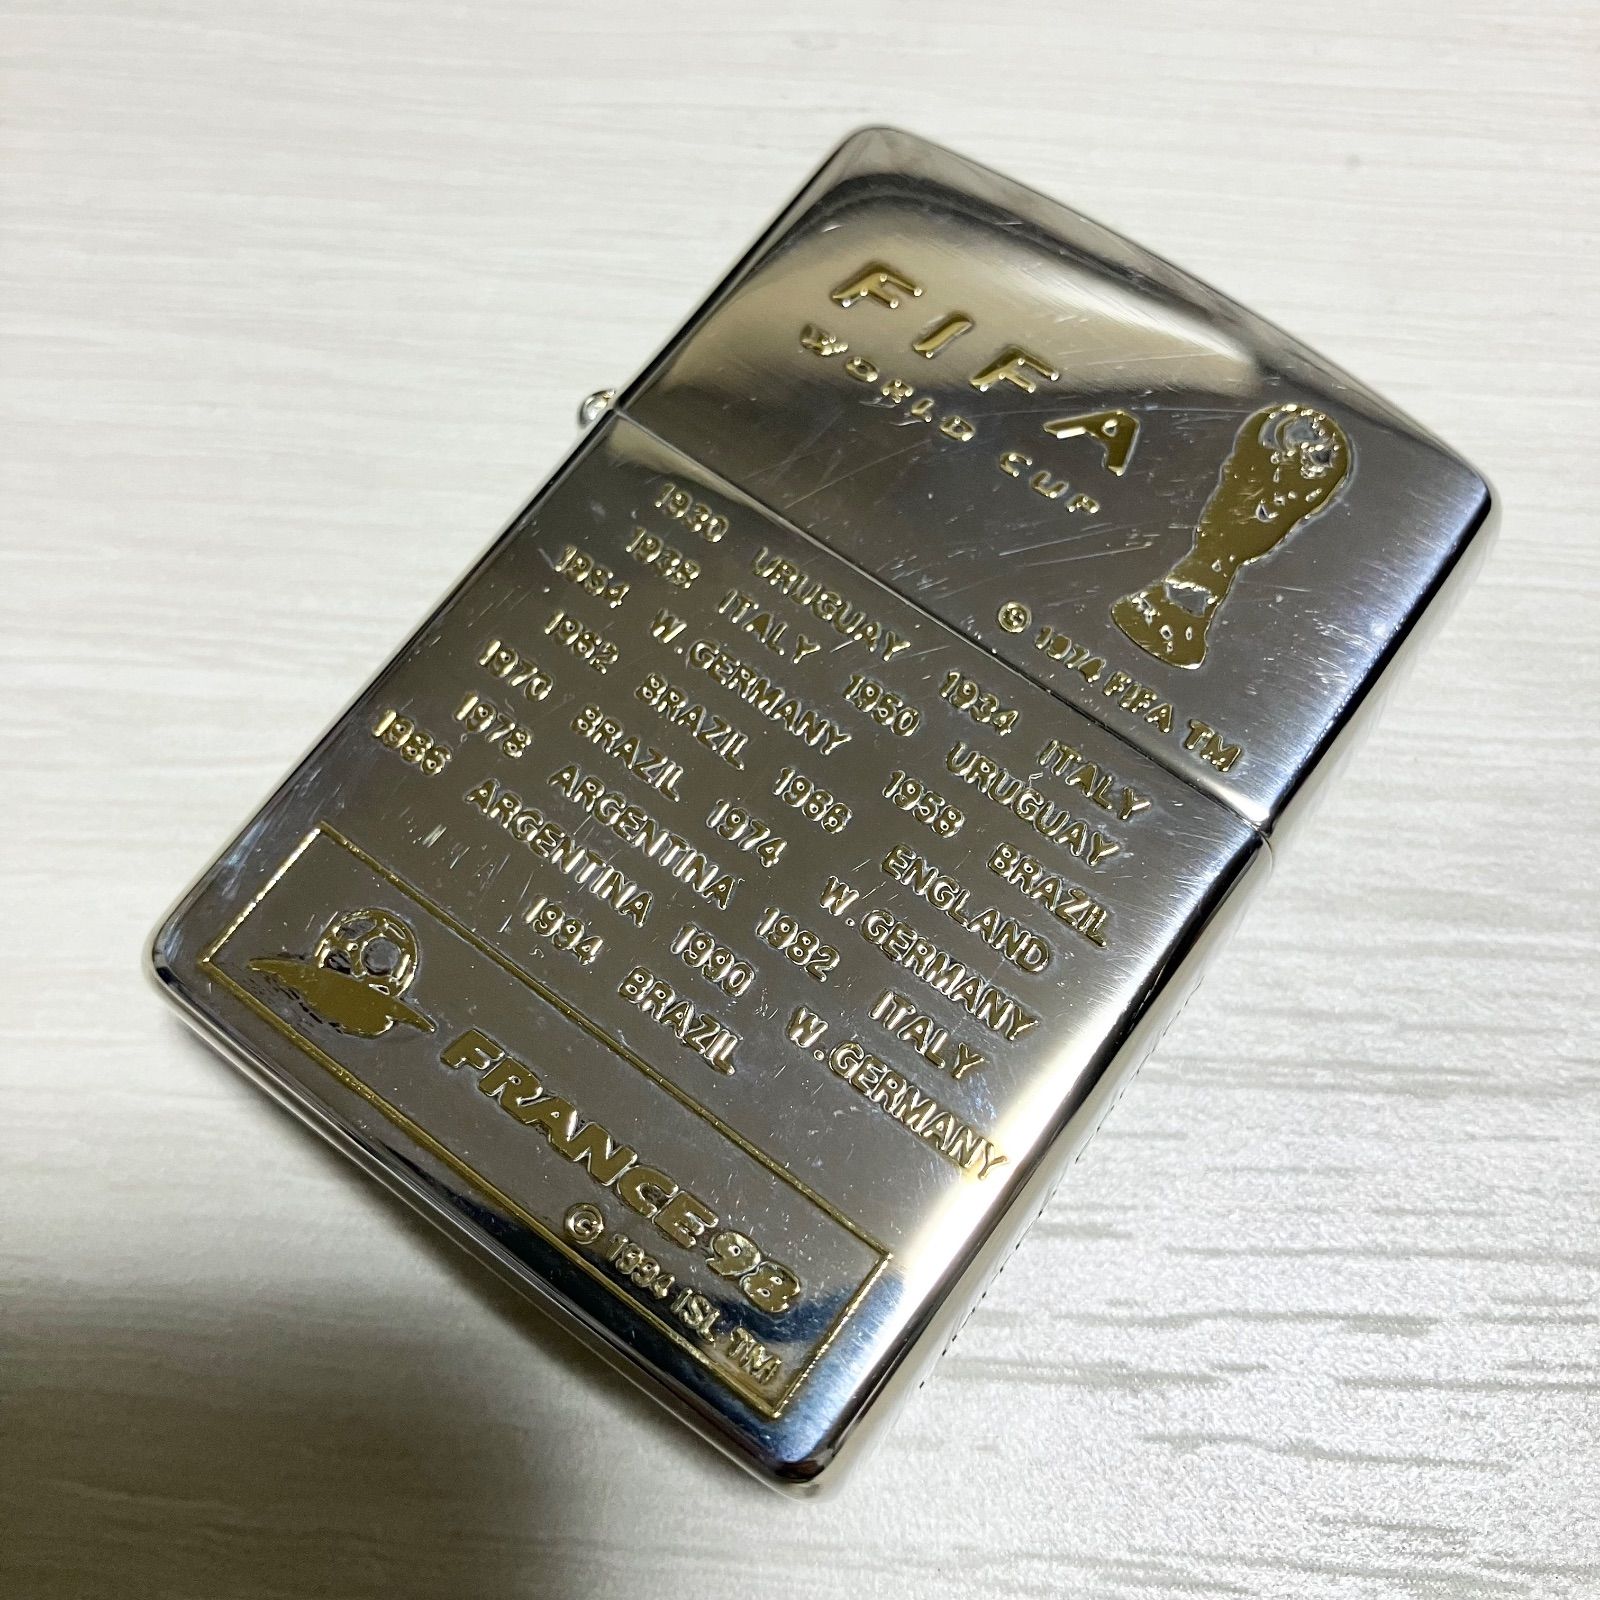 FIFA
WORLD CUP
© 1974 FIFA TM
1930 URUGUAY 1934 ITALY
1938 ITALY 1950 URUGUAY
1954 W.GERMANY 1958 BRAZIL
1962 BRAZIL 1966 ENGLAND
1970 BRAZIL 1974 W.GERMANY
1978 ARGENTINA 1982 ITALY
1986 ARGENTINA 1990 W.GERMANY
1994 BRAZIL
FRANCE 98
© 1994 ISL TM